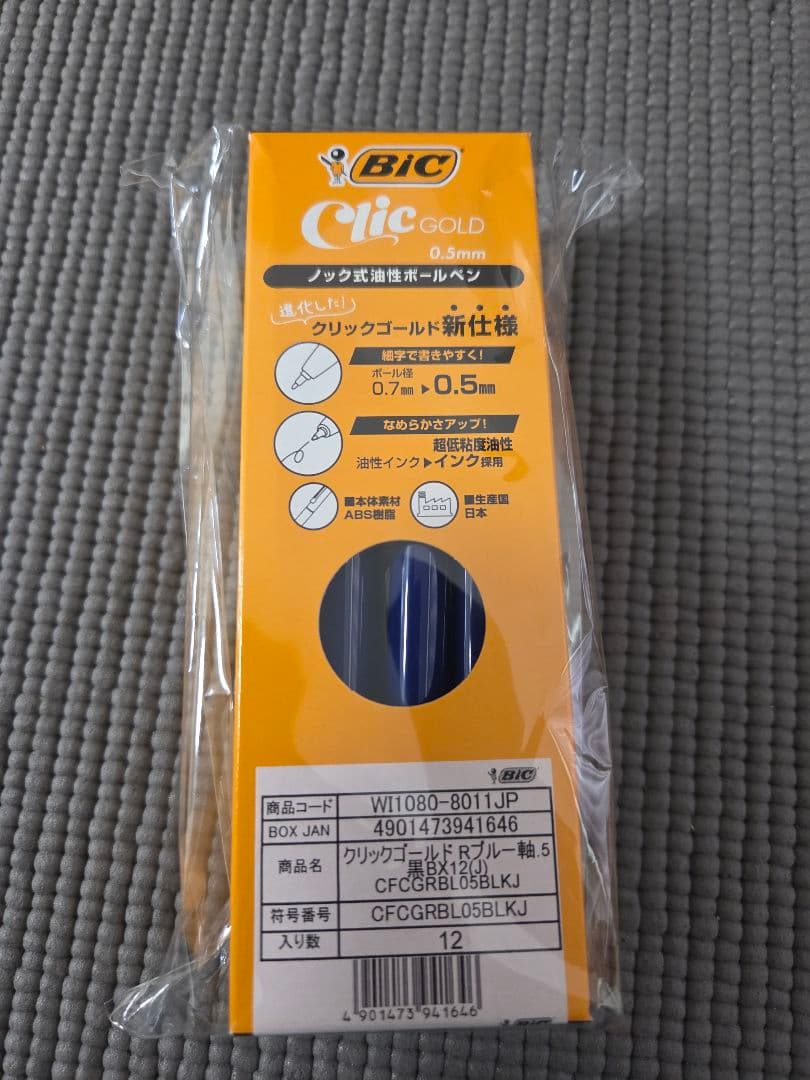 BiC
Clic GOLD
0.5mm
ノック式油性ボールペン
進化した!
クリックゴールド新仕様
細字で書きやすく!
ボール径
0.7mm ▶ 0.5mm
なめらかさアップ!
超低粘度油性
油性インク▶インク採用
■本体素材
ABS樹脂
■生産国
日本
BiC
商品コード WI1080-8011JP
BOX JAN 4901473941646
商品名 クリックゴールド Rブルー軸.5
黒BX12(J)
CFCGRBL05BLKJ
符号番号 CFCGRBL05BLKJ
入り数 12
4 901473 941646
BiC